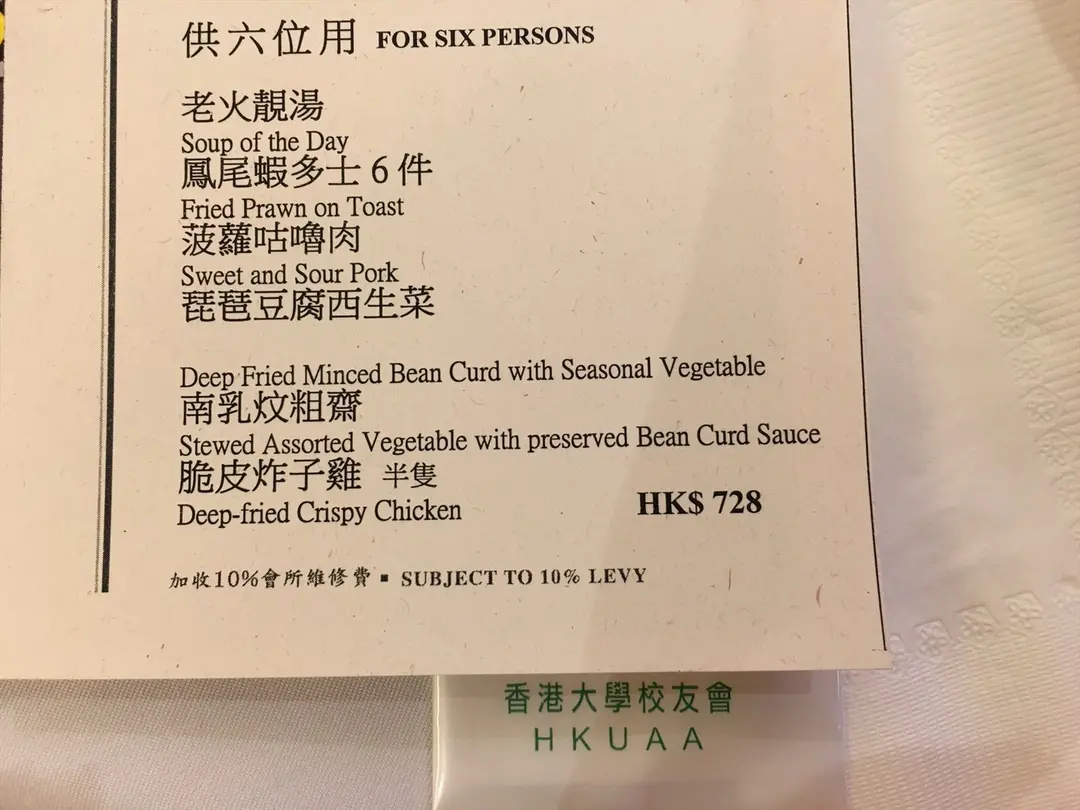 供六位用 FOR SIX PERSONS
老火靚湯
Soup of the Day
鳳尾蝦多士 6 件
Fried Prawn on Toast
菠蘿咕嚕肉
Sweet and Sour Pork
琵琶豆腐西生菜
Deep Fried Minced Bean Curd with Seasonal Vegetable
南乳炆粗齋
Stewed Assorted Vegetable with preserved Bean Curd Sauce
脆皮炸子雞 半隻
Deep-fried Crispy Chicken HK$ 728
加收10%會所維修費 ▪ SUBJECT TO 10% LEVY
香港大學校友會
HKUAA